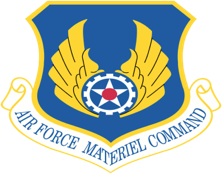 AIR FORCE MATERIEL COMMAND